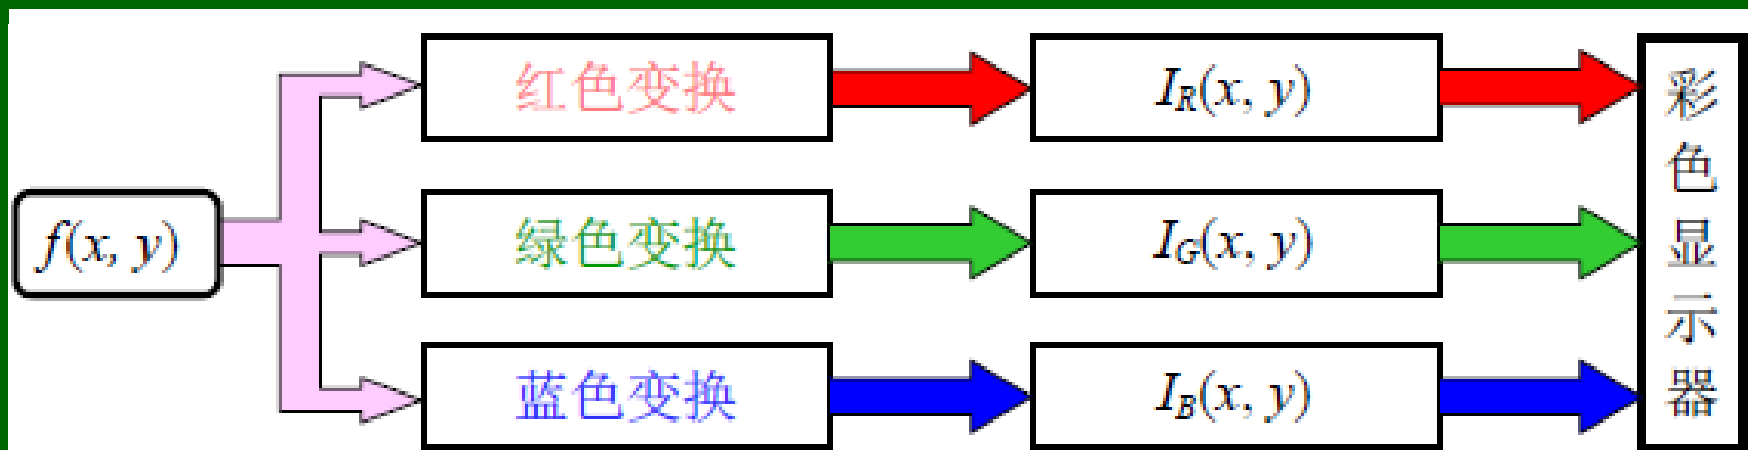 红色变换
I_R(x, y)
f(x, y)
绿色变换
I_G(x, y)
蓝色变换
I_B(x, y)
彩色显示器